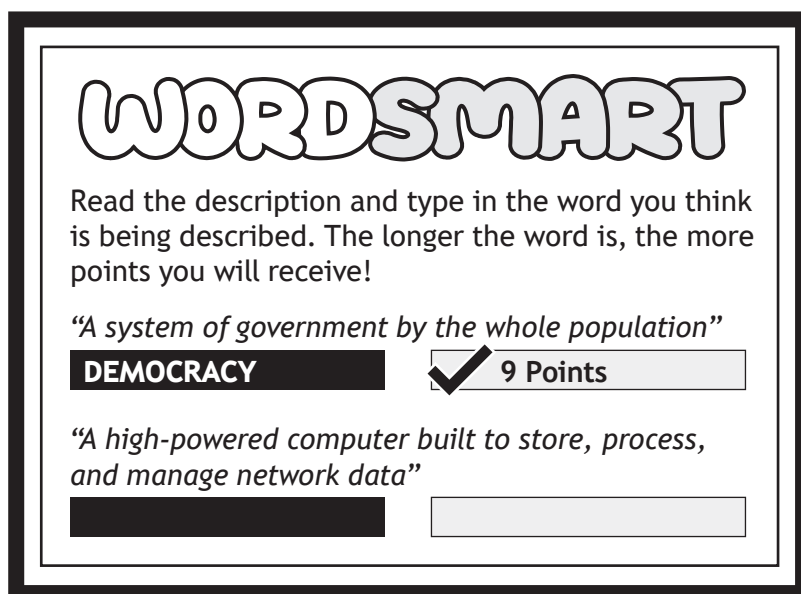 WORDSMART
Read the description and type in the word you think
is being described. The longer the word is, the more
points you will receive!
“A system of government by the whole population”
DEMOCRACY 9 Points
“A high-powered computer built to store, process,
and manage network data”